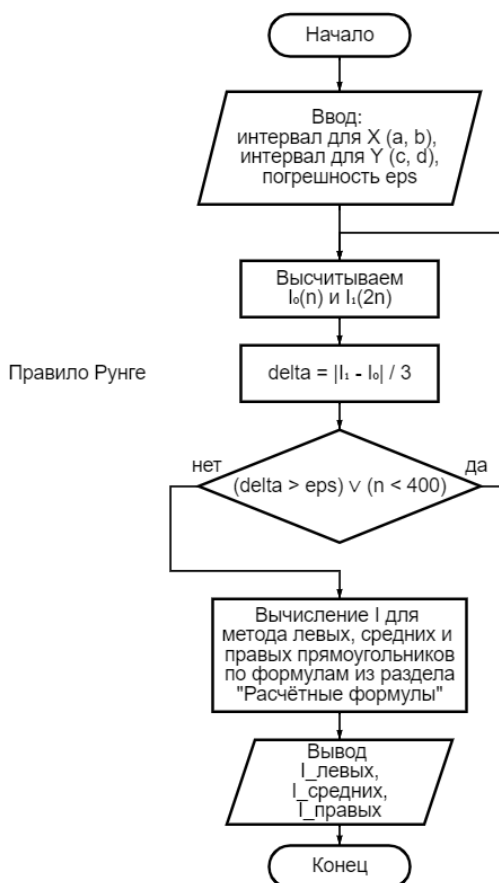 Начало
Ввод:
интервал для X (a, b),
интервал для Y (c, d),
погрешность eps
Высчитываем
I₀(n) и I₁(2n)
Правило Рунге
delta = |I₁ - I₀| / 3
нет
да
(delta > eps) ∨ (n < 400)
Вычисление I для
метода левых, средних и
правых прямоугольников
по формулам из раздела
"Расчётные формулы"
Вывод
I_левых,
I_средних,
I_правых
Конец